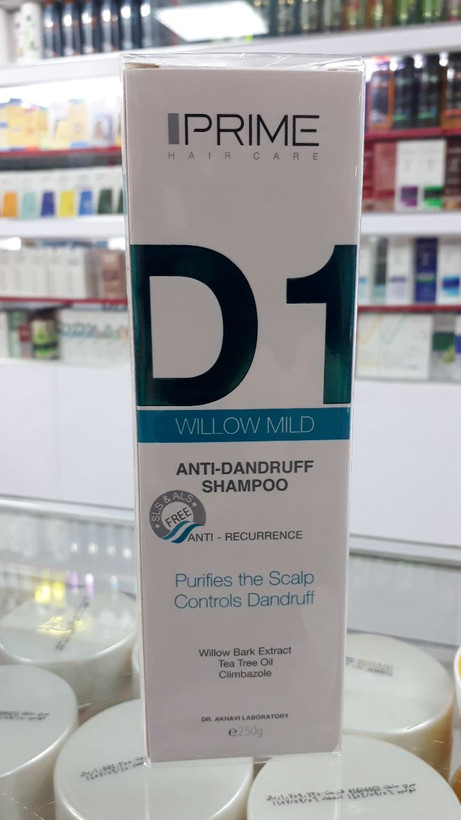 PRIME
HAIR CARE
D1
WILLOW MILD
ANTI-DANDRUFF
SHAMPOO
SLS & ALS
FREE
ANTI - RECURRENCE
Purifies the Scalp
Controls Dandruff
Willow Bark Extract
Tea Tree Oil
Climbazole
DR. AKHAVI LABORATORY
℮250g